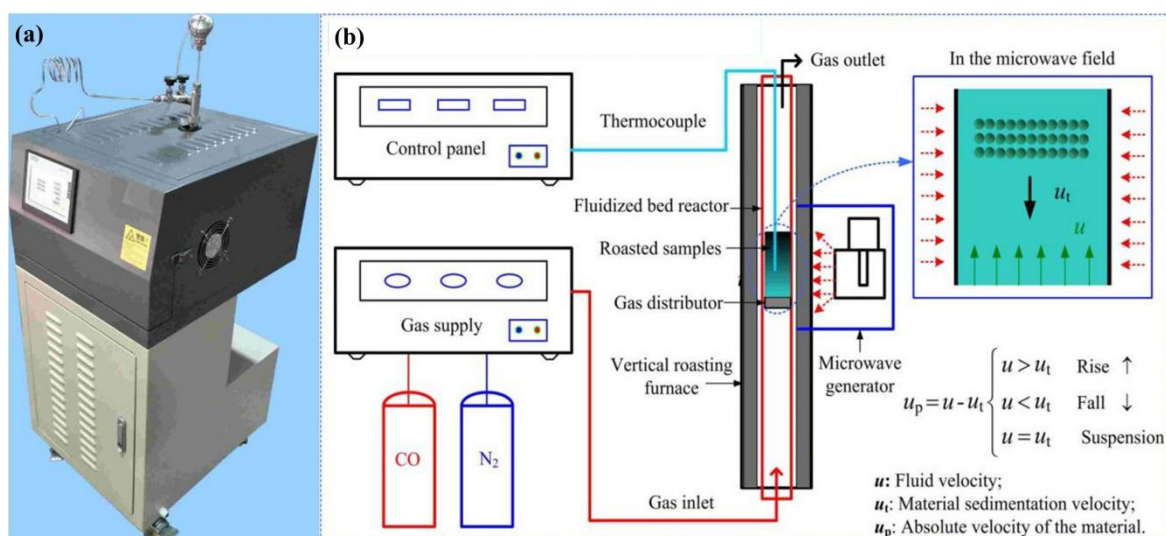 (a)
(b)
Control panel
Thermocouple
Gas outlet
In the microwave field
u_t
u
Fluidized bed reactor
Roasted samples
Gas distributor
Gas supply
Vertical roasting
furnace
Microwave
generator
CO
N₂
Gas inlet
u_p = u - u_t
u > u_t Rise ↑
u < u_t Fall ↓
u = u_t Suspension
u: Fluid velocity;
u_t: Material sedimentation velocity;
u_p: Absolute velocity of the material.